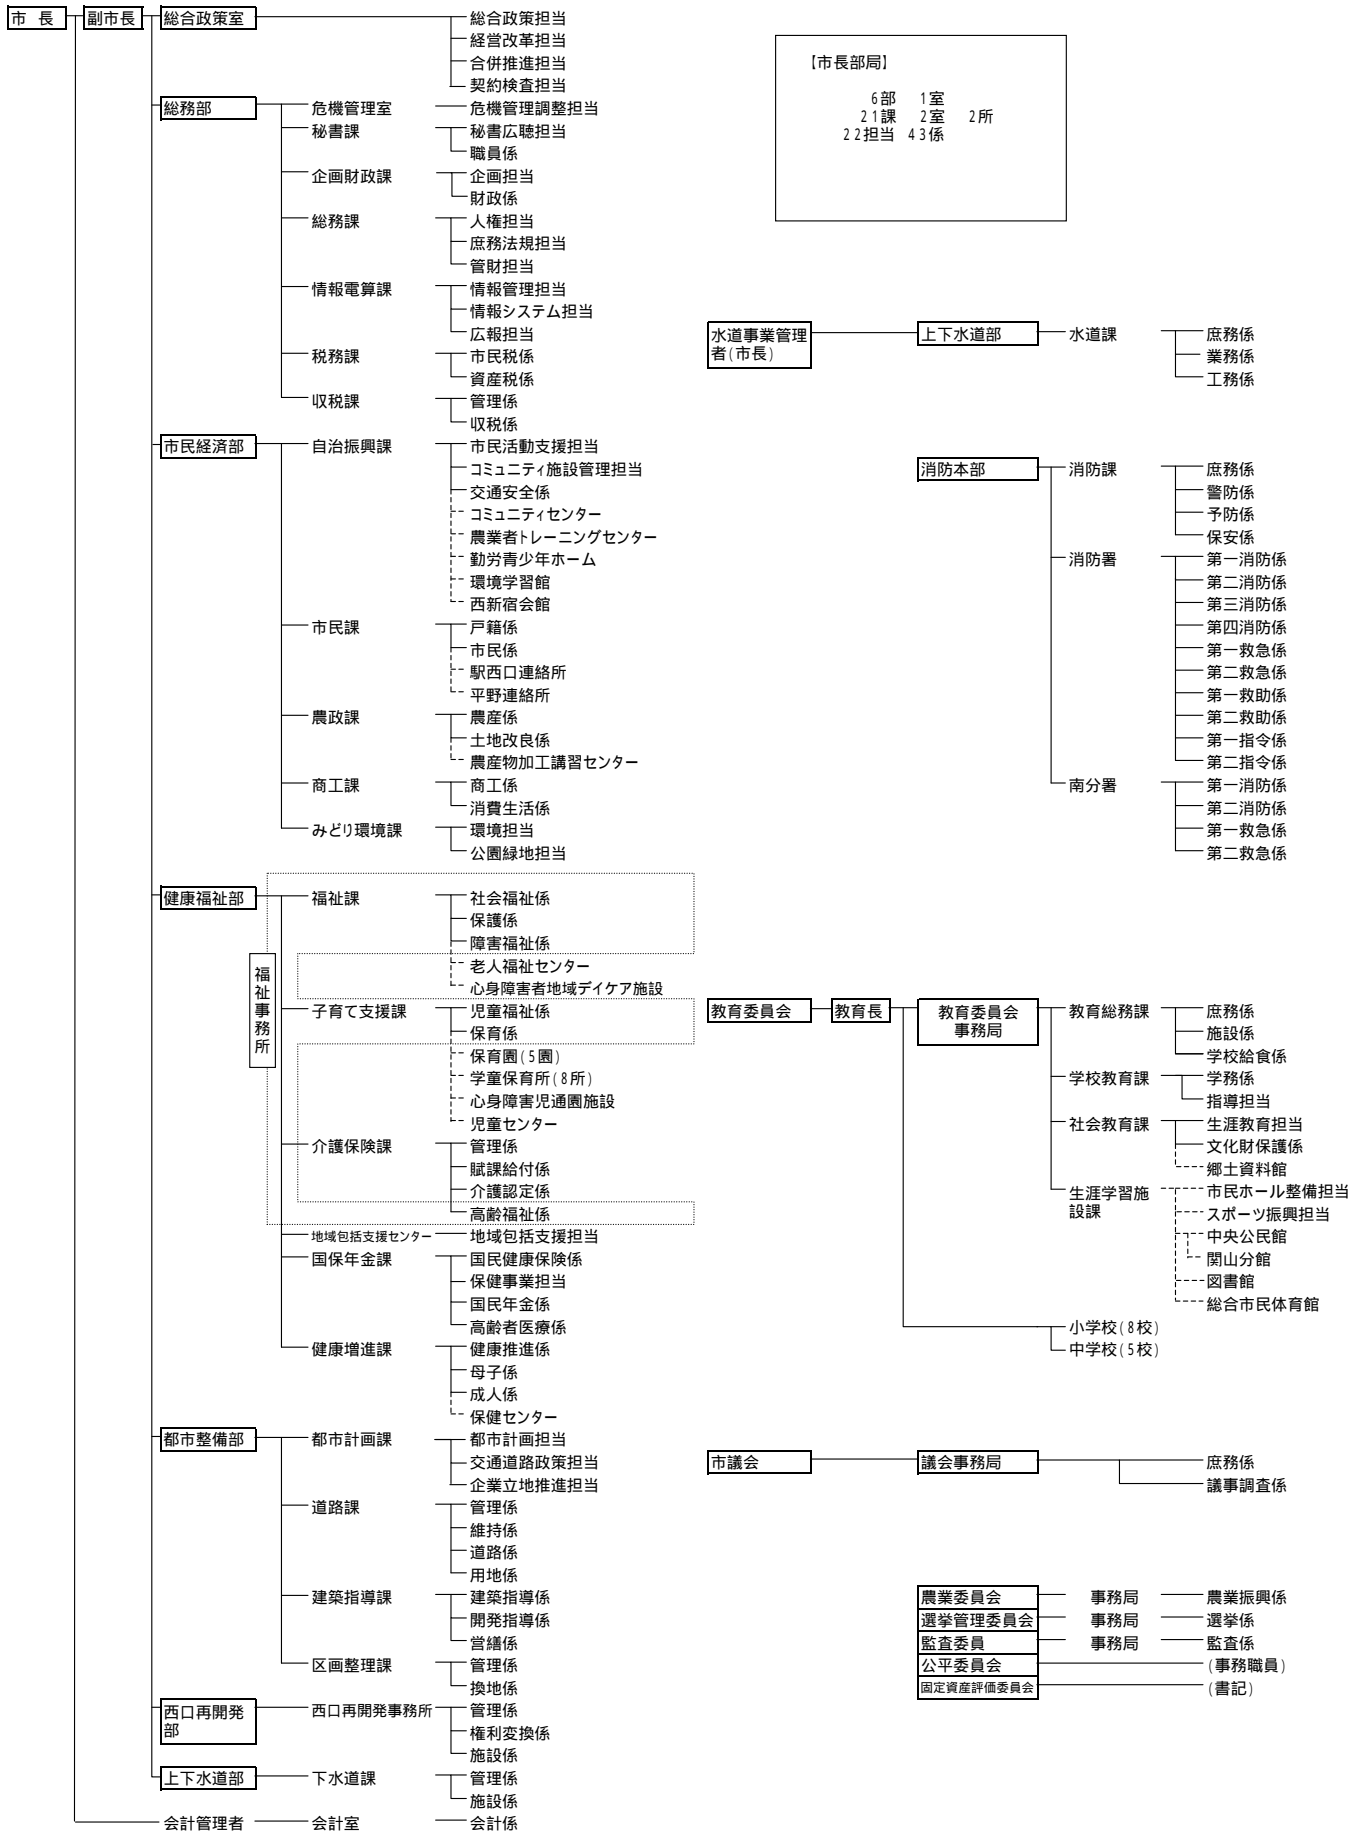 市 長
副市長
総合政策室
総合政策担当
経営改革担当
合併推進担当
契約検査担当
総務部
危機管理室
危機管理調整担当
秘書課
秘書広聴担当
職員係
企画財政課
企画担当
財政係
総務課
人権担当
庶務法規担当
管財担当
情報電算課
情報管理担当
情報システム担当
広報担当
税務課
市民税係
資産税係
収税課
管理係
収税係
市民経済部
自治振興課
市民活動支援担当
コミュニティ施設管理担当
交通安全係
コミュニティセンター
農業者トレーニングセンター
勤労青少年ホーム
環境学習館
西新宿会館
市民課
戸籍係
市民係
駅西口連絡所
平野連絡所
農政課
農産係
土地改良係
農産物加工講習センター
商工課
商工係
消費生活係
みどり環境課
環境担当
公園緑地担当
健康福祉部
福祉事務所
福祉課
社会福祉係
保護係
障害福祉係
老人福祉センター
心身障害者地域デイケア施設
子育て支援課
児童福祉係
保育係
保育園(5園)
学童保育所(8所)
心身障害児通園施設
児童センター
介護保険課
管理係
賦課給付係
介護認定係
高齢福祉係
地域包括支援センター
地域包括支援担当
国保年金課
国民健康保険係
保健事業担当
国民年金係
高齢者医療係
健康増進課
健康推進係
母子係
成人係
保健センター
都市整備部
都市計画課
都市計画担当
交通道路政策担当
企業立地推進担当
道路課
管理係
維持係
道路係
用地係
建築指導課
建築指導係
開発指導係
営繕係
区画整理課
管理係
換地係
西口再開発
部
西口再開発事務所
管理係
権利変換係
施設係
上下水道部
下水道課
管理係
施設係
会計管理者
会計室
会計係
【市長部局】
6部 1室
21課 2室 2所
22担当 43係
水道事業管理
者(市長)
上下水道部
水道課
庶務係
業務係
工務係
消防本部
消防課
庶務係
警防係
予防係
保安係
消防署
第一消防係
第二消防係
第三消防係
第四消防係
第一救急係
第二救急係
第一救助係
第二救助係
第一指令係
第二指令係
南分署
第一消防係
第二消防係
第一救急係
第二救急係
教育委員会
教育長
教育委員会
事務局
教育総務課
庶務係
施設係
学校給食係
学校教育課
学務係
指導担当
社会教育課
生涯教育担当
文化財保護係
郷土資料館
生涯学習施
設課
市民ホール整備担当
スポーツ振興担当
中央公民館
関山分館
図書館
総合市民体育館
小学校(8校)
中学校(5校)
市議会
議会事務局
庶務係
議事調査係
農業委員会
事務局
農業振興係
選挙管理委員会
事務局
選挙係
監査委員
事務局
監査係
公平委員会
(事務職員)
固定資産評価委員会
(書記)